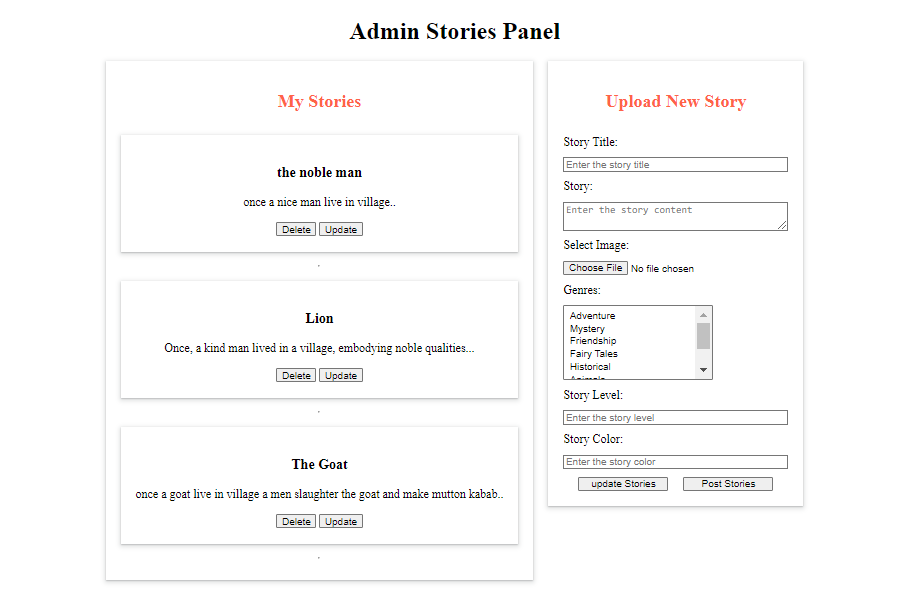 Admin Stories Panel
My Stories
the noble man
once a nice man live in village..
Delete Update
.
Lion
Once, a kind man lived in a village, embodying noble qualities...
Delete Update
.
The Goat
once a goat live in village a men slaughter the goat and make mutton kabab..
Delete Update
.
Upload New Story
Story Title:
Enter the story title
Story:
Enter the story content
Select Image:
Choose File No file chosen
Genres:
Adventure
Mystery
Friendship
Fairy Tales
Historical
Animals
Story Level:
Enter the story level
Story Color:
Enter the story color
update Stories Post Stories